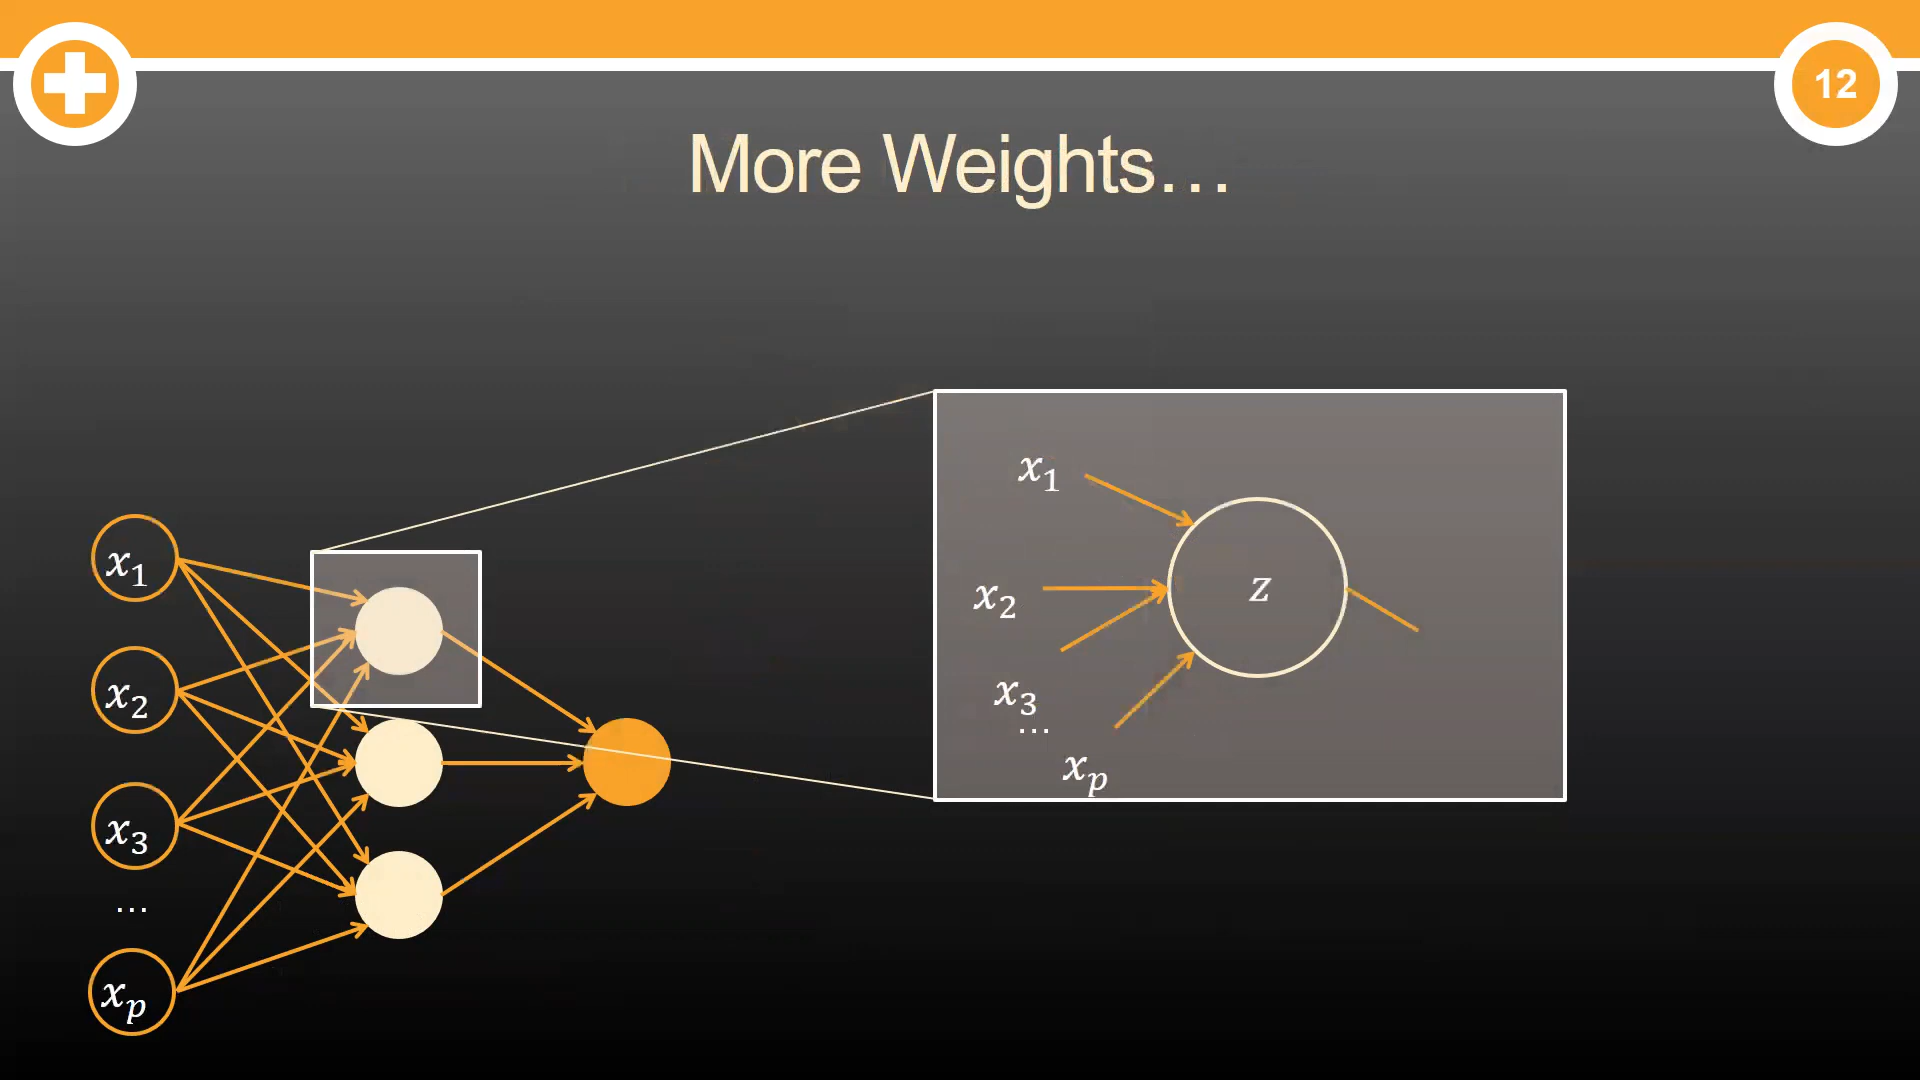 12
More Weights…
x₁
x₂
x₃
…
xₚ
x₁
x₂
x₃
…
xₚ
z